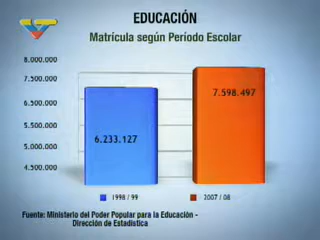 EDUCACIÓN
Matrícula según Período Escolar
8.000.000
7.500.000
6.500.000
5.500.000
5.000.000
4.500.000
6.233.127
7.598.497
1998 / 99
2007 / 08
Fuente: Ministerio del Poder Popular para la Educación -
Dirección de Estadística